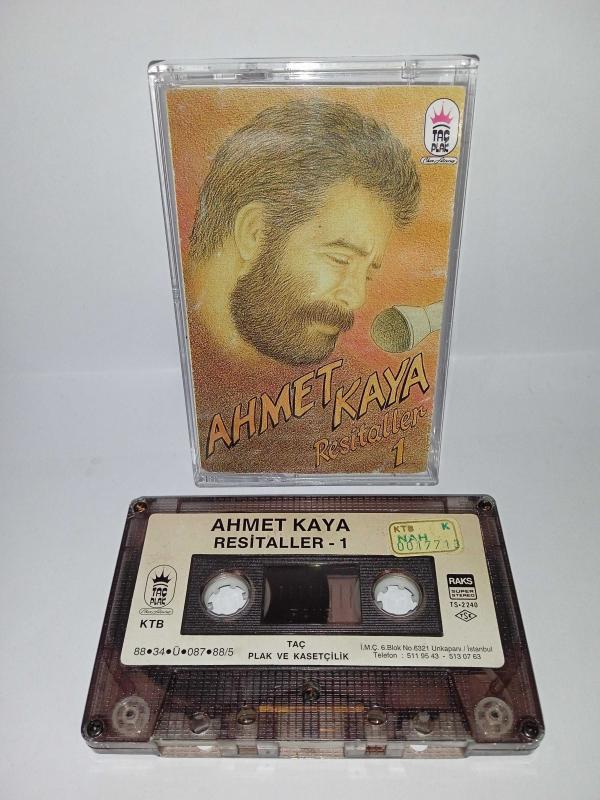 TAÇ
PLAK
AHMET KAYA
Resitaller
1
AHMET KAYA
RESİTALLER - 1
KTB K
NAH
0017713
TAÇ
PLAK
KTB
RAKS
SUPER
STEREO
TS-2240
TSE
88•34•Ü•087•88/5
TAÇ
PLAK VE KASETÇİLİK
İ.M.Ç. 6.Blok No.6321 Unkapanı / İstanbul
Telefon : 511 95 43 - 513 07 63